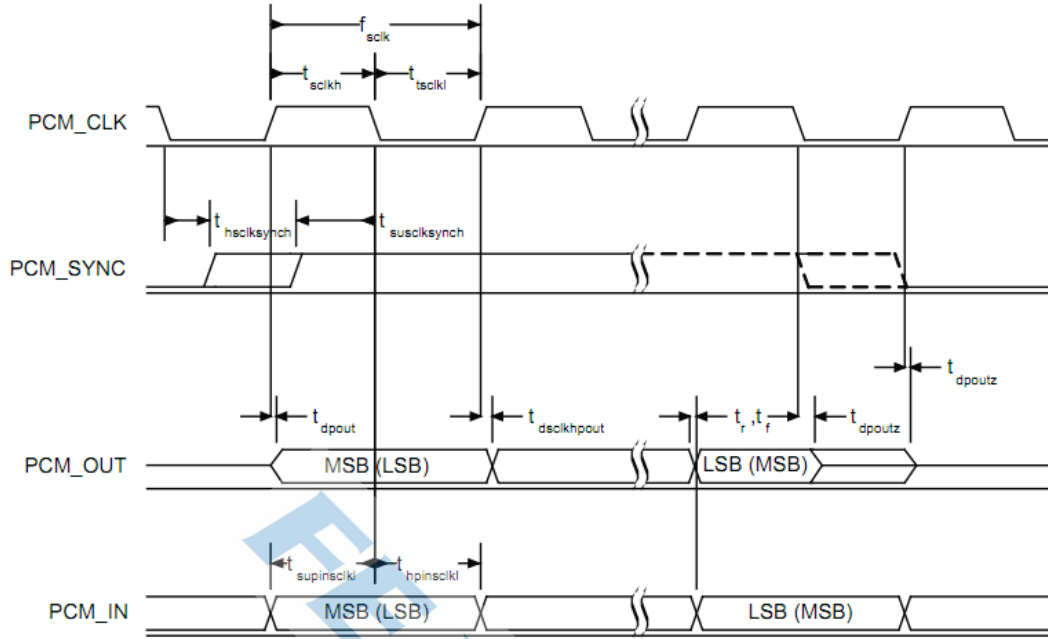 f sclk
t sclkh t tsclkl
PCM_CLK
t hsclksynch t susclksynch
PCM_SYNC
t dpoutz
t dpout t dsclkhpout t r ,t f t dpoutz
PCM_OUT MSB (LSB) LSB (MSB)
t supinsclkl t hpinsclkl
PCM_IN MSB (LSB) LSB (MSB)
FE